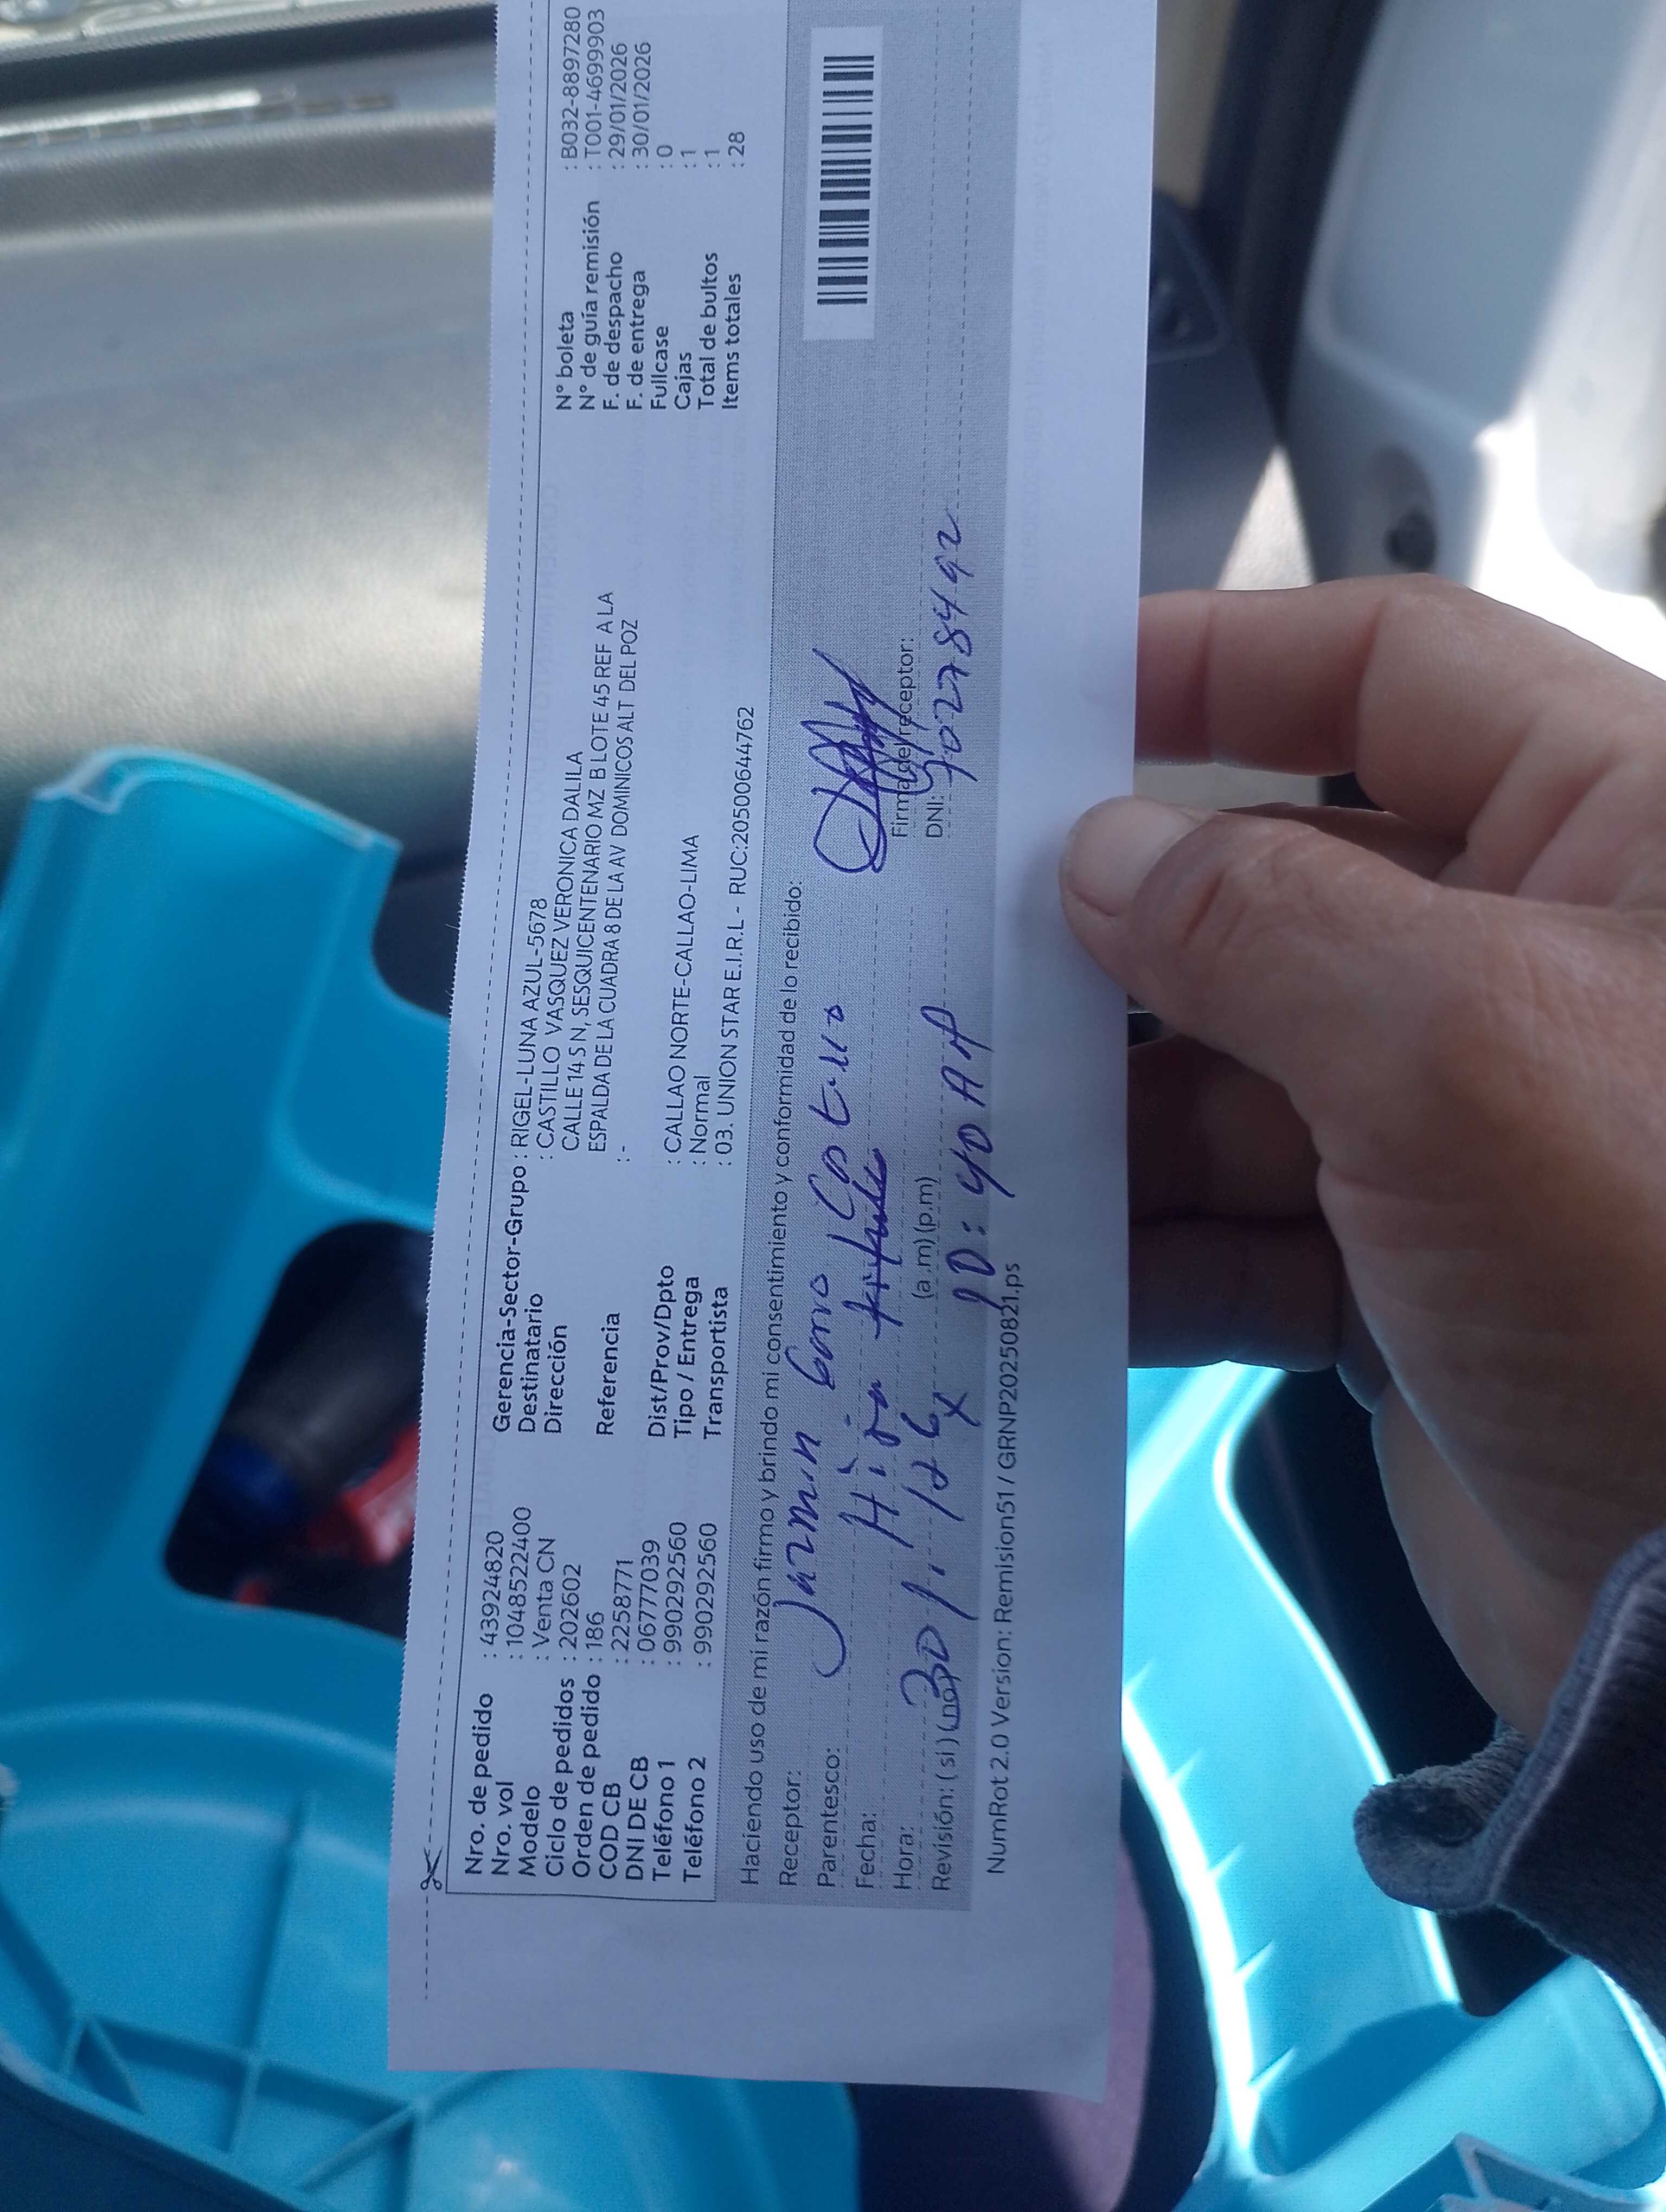 Nro. de pedido : 43924820
Nro. vol : 1048522400
Modelo : Venta CN
Ciclo de pedidos : 202602
Orden de pedido : 186
COD CB : 2258771
DNI DE CB : 06777039
Teléfono 1 : 990292560
Teléfono 2 : 990292560
Gerencia-Sector-Grupo : RIGEL-LUNA AZUL-5678
Destinatario : CASTILLO VASQUEZ VERONICA DALILA
Dirección CALLE 14 S N, SESQUICENTENARIO MZ B LOTE 45 REF A LA
ESPALDA DE LA CUADRA 8 DE LA AV DOMINICOS ALT DEL POZ
Referencia : -
Dist/Prov/Dpto : CALLAO NORTE-CALLAO-LIMA
Tipo / Entrega : Normal
Transportista : 03. UNION STAR E.I.R.L - RUC:20500644762
N° boleta : B032-8897280
N° de guía remisión : T001-4699903
F. de despacho : 29/01/2026
F. de entrega : 30/01/2026
Fullcase : 0
Cajas : 1
Total de bultos : 1
Items totales : 28
Haciendo uso de mi razón firmo y brindo mi consentimiento y conformidad de lo recibido:
Receptor: Jazmin
Parentesco: Hija
Fecha: 30 / 1 / 26
Hora: (a.m) (p.m)
Revisión: ( si ) ( no ) X ID: 40 AA
Firma de receptor:
DNI: 70278492
NumRot 2.0 Version: Remision51 / GRNP20250821.ps